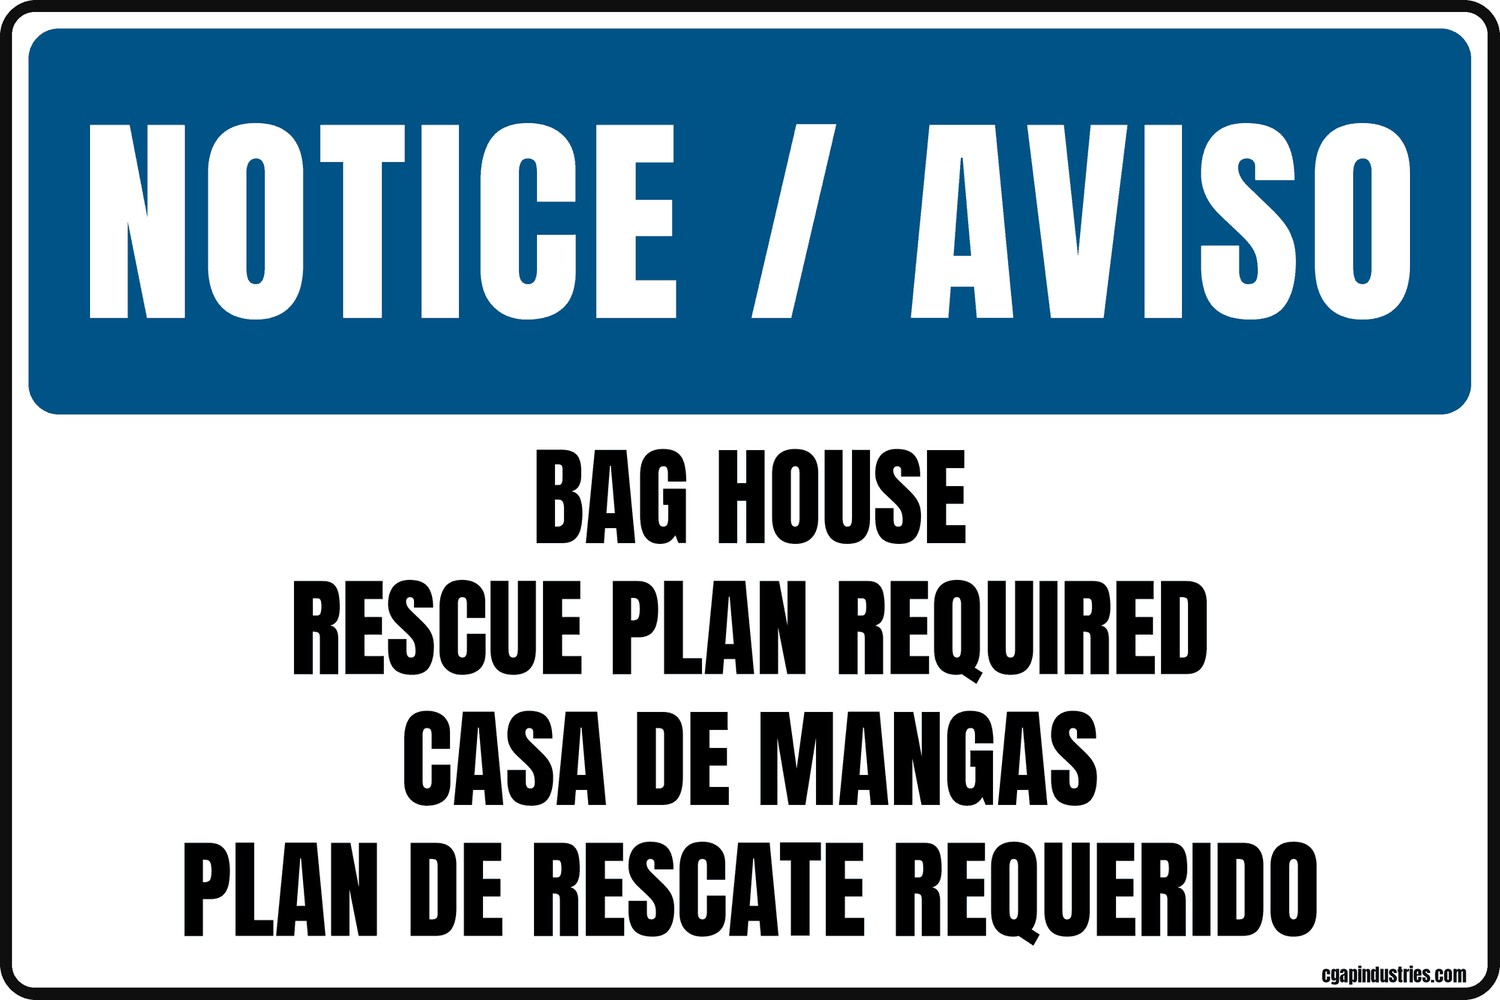 NOTICE / AVISO
BAG HOUSE
RESCUE PLAN REQUIRED
CASA DE MANGAS
PLAN DE RESCATE REQUERIDO
cgapindustries.com